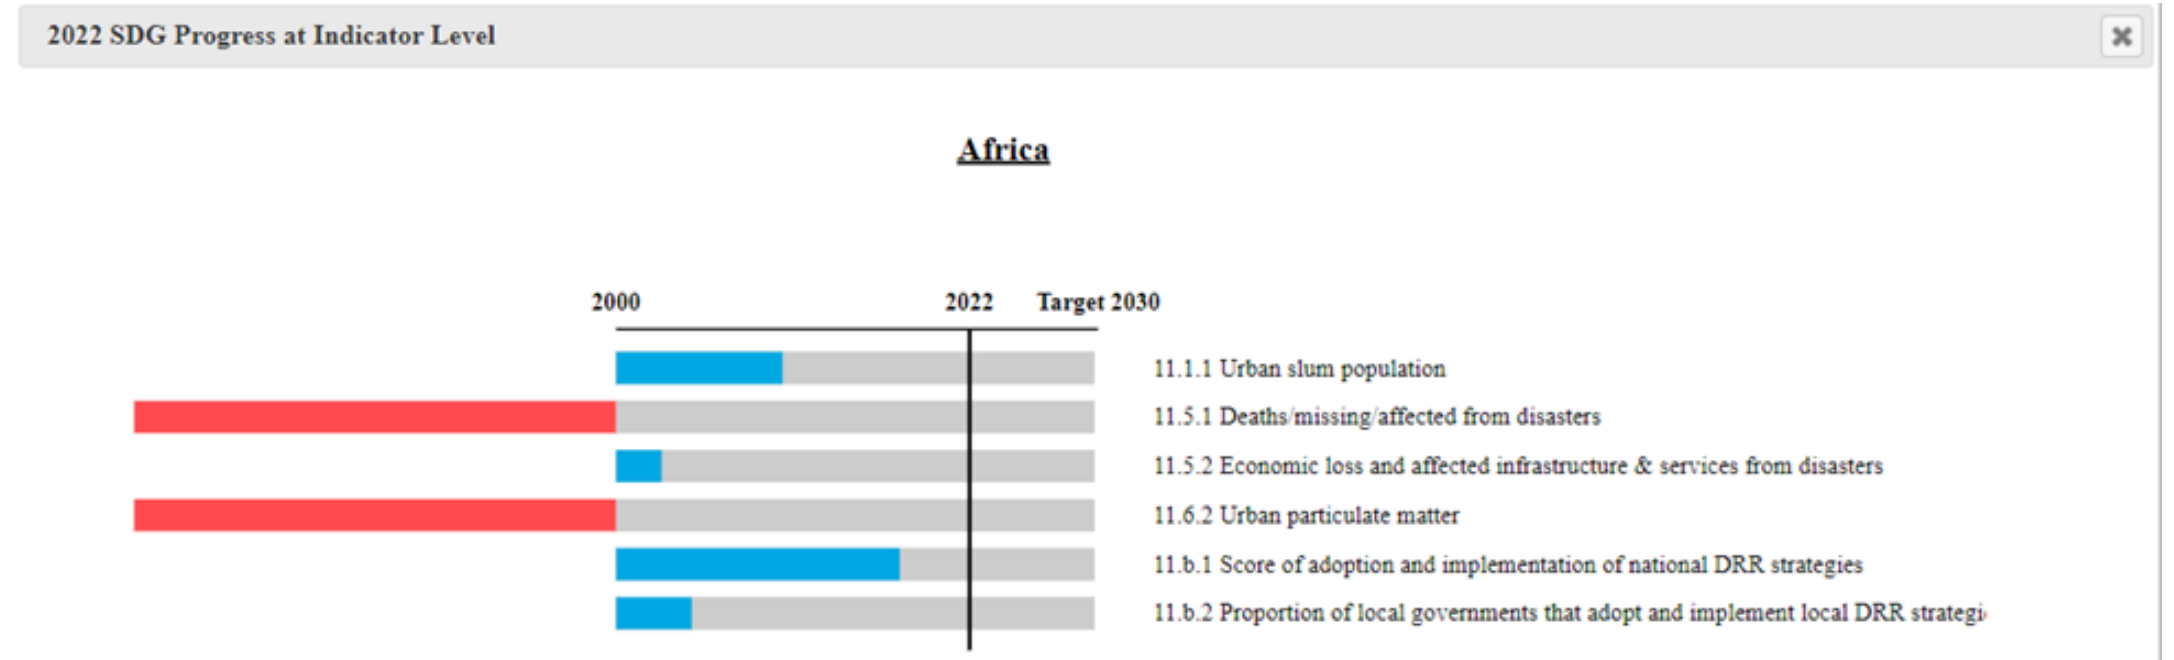 2022 SDG Progress at Indicator Level
Africa
2000 2022 Target 2030
11.1.1 Urban slum population
11.5.1 Deaths/missing/affected from disasters
11.5.2 Economic loss and affected infrastructure & services from disasters
11.6.2 Urban particulate matter
11.b.1 Score of adoption and implementation of national DRR strategies
11.b.2 Proportion of local governments that adopt and implement local DRR strategi